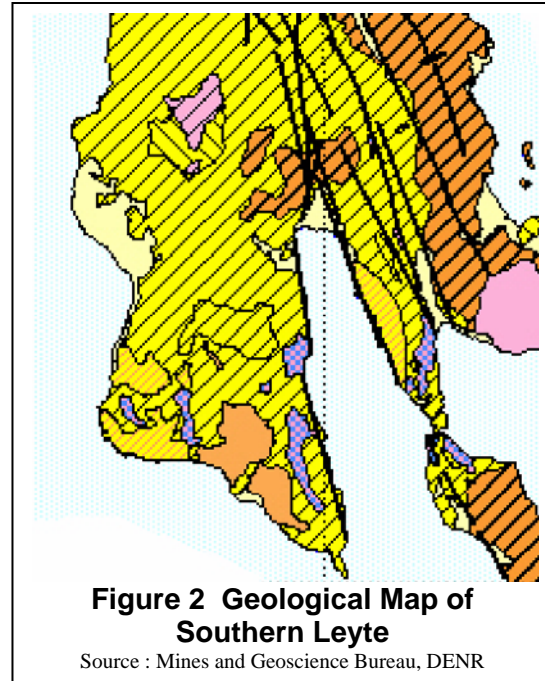 Figure 2  Geological Map of
Southern Leyte
Source : Mines and Geoscience Bureau, DENR